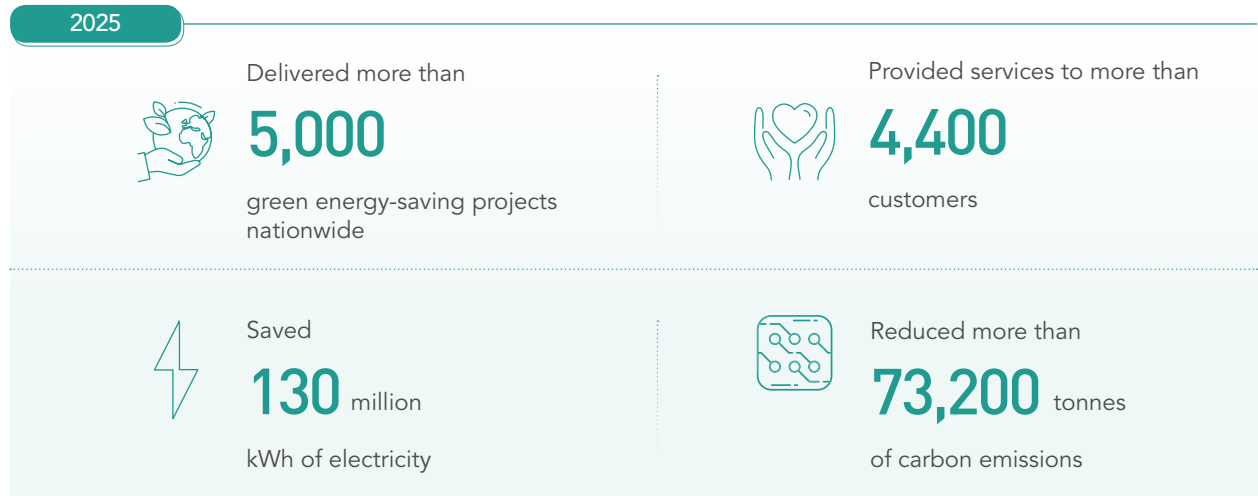 2025
Delivered more than
5,000
green energy-saving projects
nationwide
Provided services to more than
4,400
customers
Saved
130 million
kWh of electricity
Reduced more than
73,200 tonnes
of carbon emissions